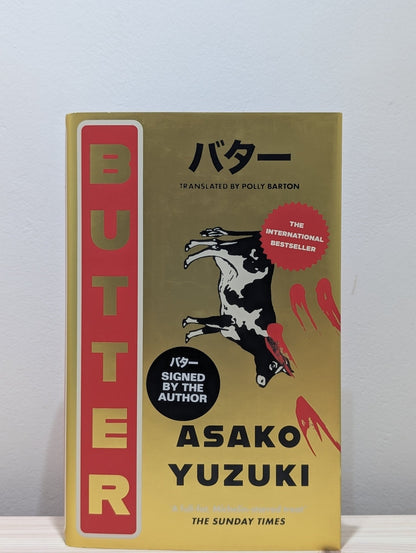 BUTTER
バター
TRANSLATED BY POLLY BARTON
THE
INTERNATIONAL
BESTSELLER
バター
SIGNED
BY THE
AUTHOR
ASAKO
YUZUKI
THE SUNDAY TIMES